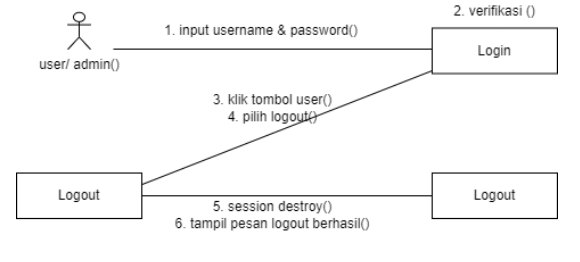 2. verifikasi ()
1. input username & password()
Login
user/ admin()
3. klik tombol user()
4. pilih logout()
Logout
Logout
5. session destroy()
6. tampil pesan logout berhasil()